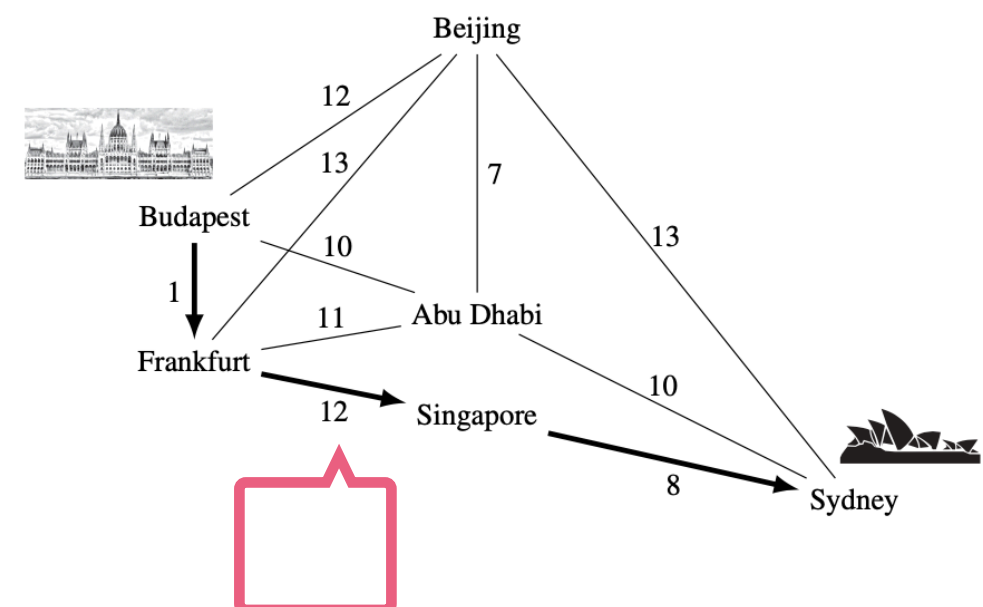 Beijing
12
13
7
Budapest
13
10
1
11
Abu Dhabi
Frankfurt
10
12
Singapore
8
Sydney